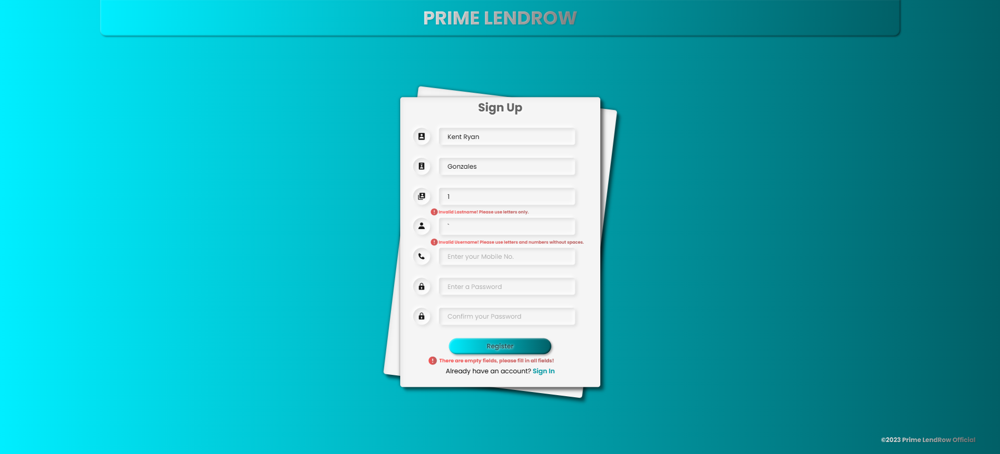 PRIME LENDROW
Sign Up
Kent Ryan
Gonzales
1
Invalid Lastname! Please use letters only.
`
Invalid Username! Please use letters and numbers without spaces.
Enter your Mobile No.
Enter a Password
Confirm your Password
Register
There are empty fields, please fill in all fields!
Already have an account? Sign In
©2023 Prime LendRow Official